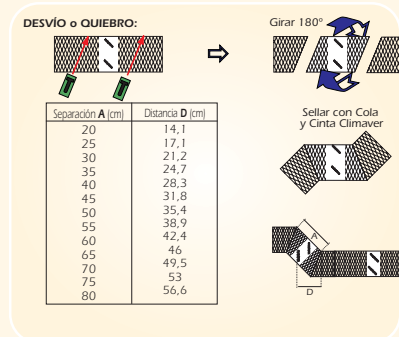 DESVÍO o QUIEBRO:
Girar 180º
Separación A (cm) Distancia D (cm)
20 14,1
25 17,1
30 21,2
35 24,7
40 28,3
45 31,8
50 35,4
55 38,9
60 42,4
65 46
70 49,5
75 53
80 56,6
Sellar con Cola
y Cinta Climaver
A
D